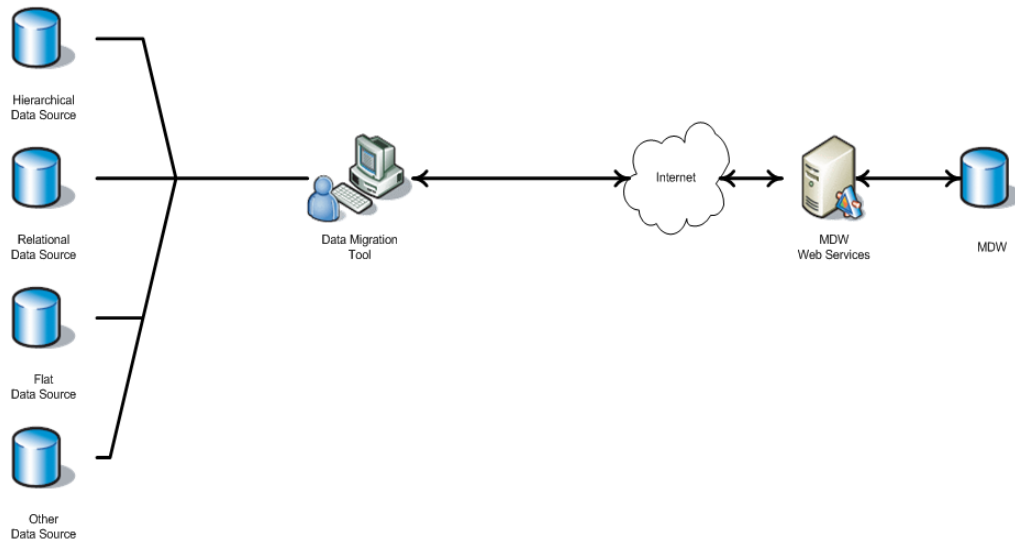 Hierarchical
Data Source
Relational
Data Source
Flat
Data Source
Other
Data Source
Data Migration
Tool
Internet
MDW
Web Services
MDW